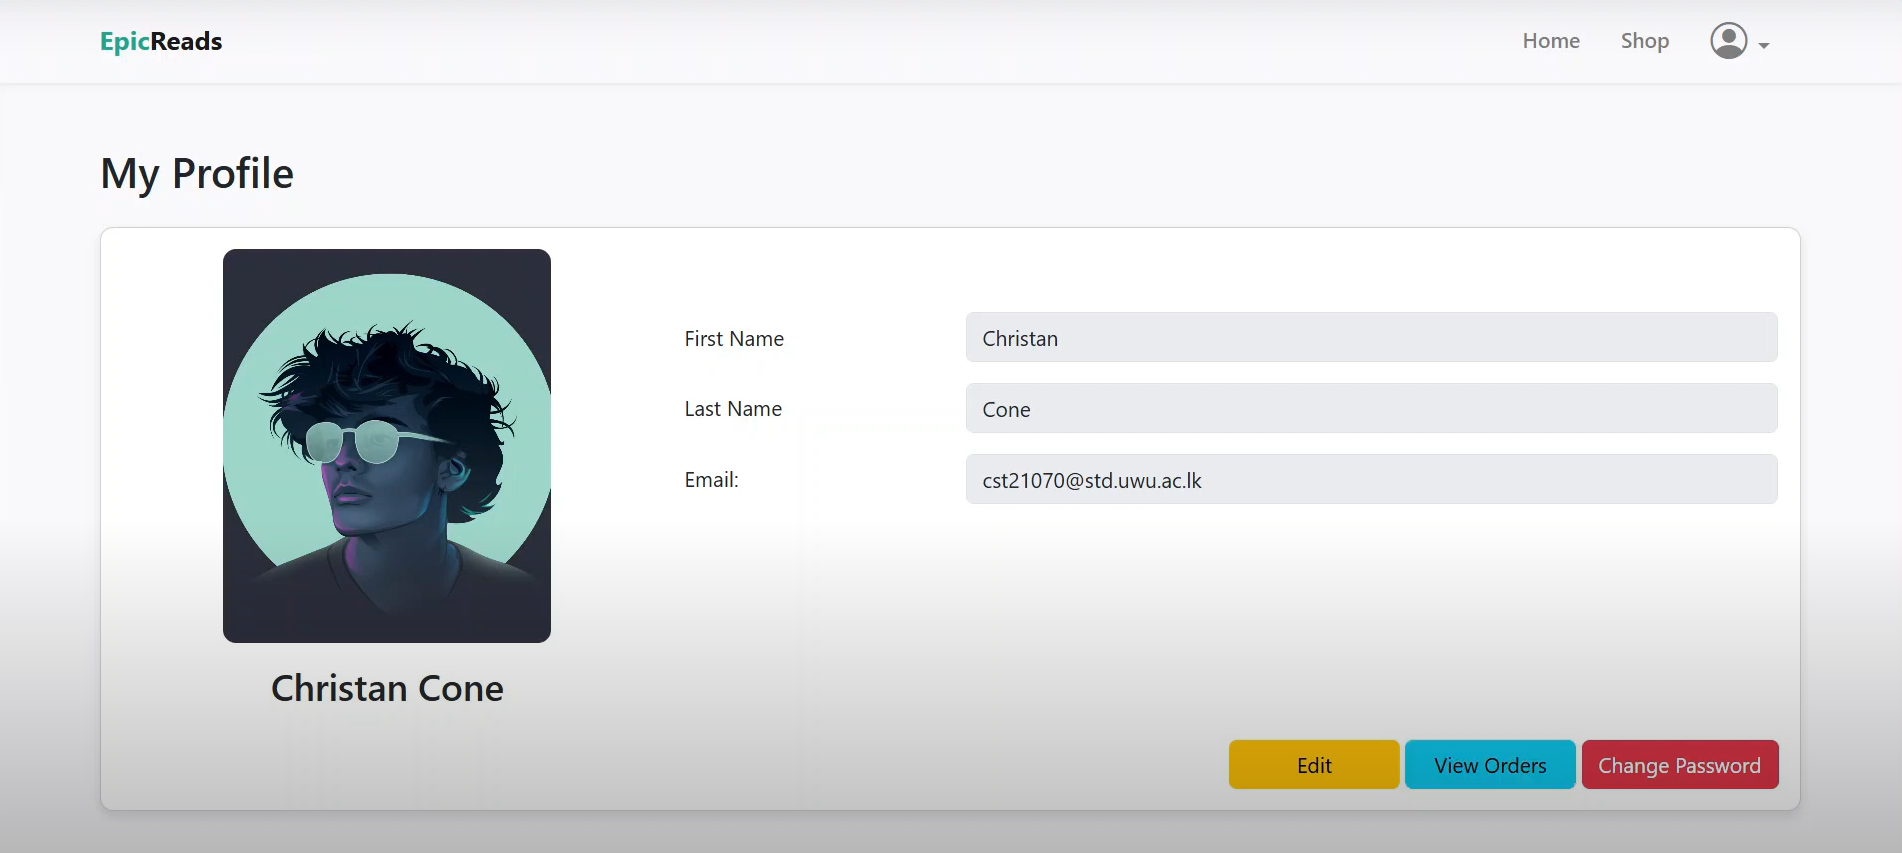 EpicReads
Home Shop
My Profile
First Name Christan
Last Name Cone
Email: cst21070@std.uwu.ac.lk
Christan Cone
Edit View Orders Change Password